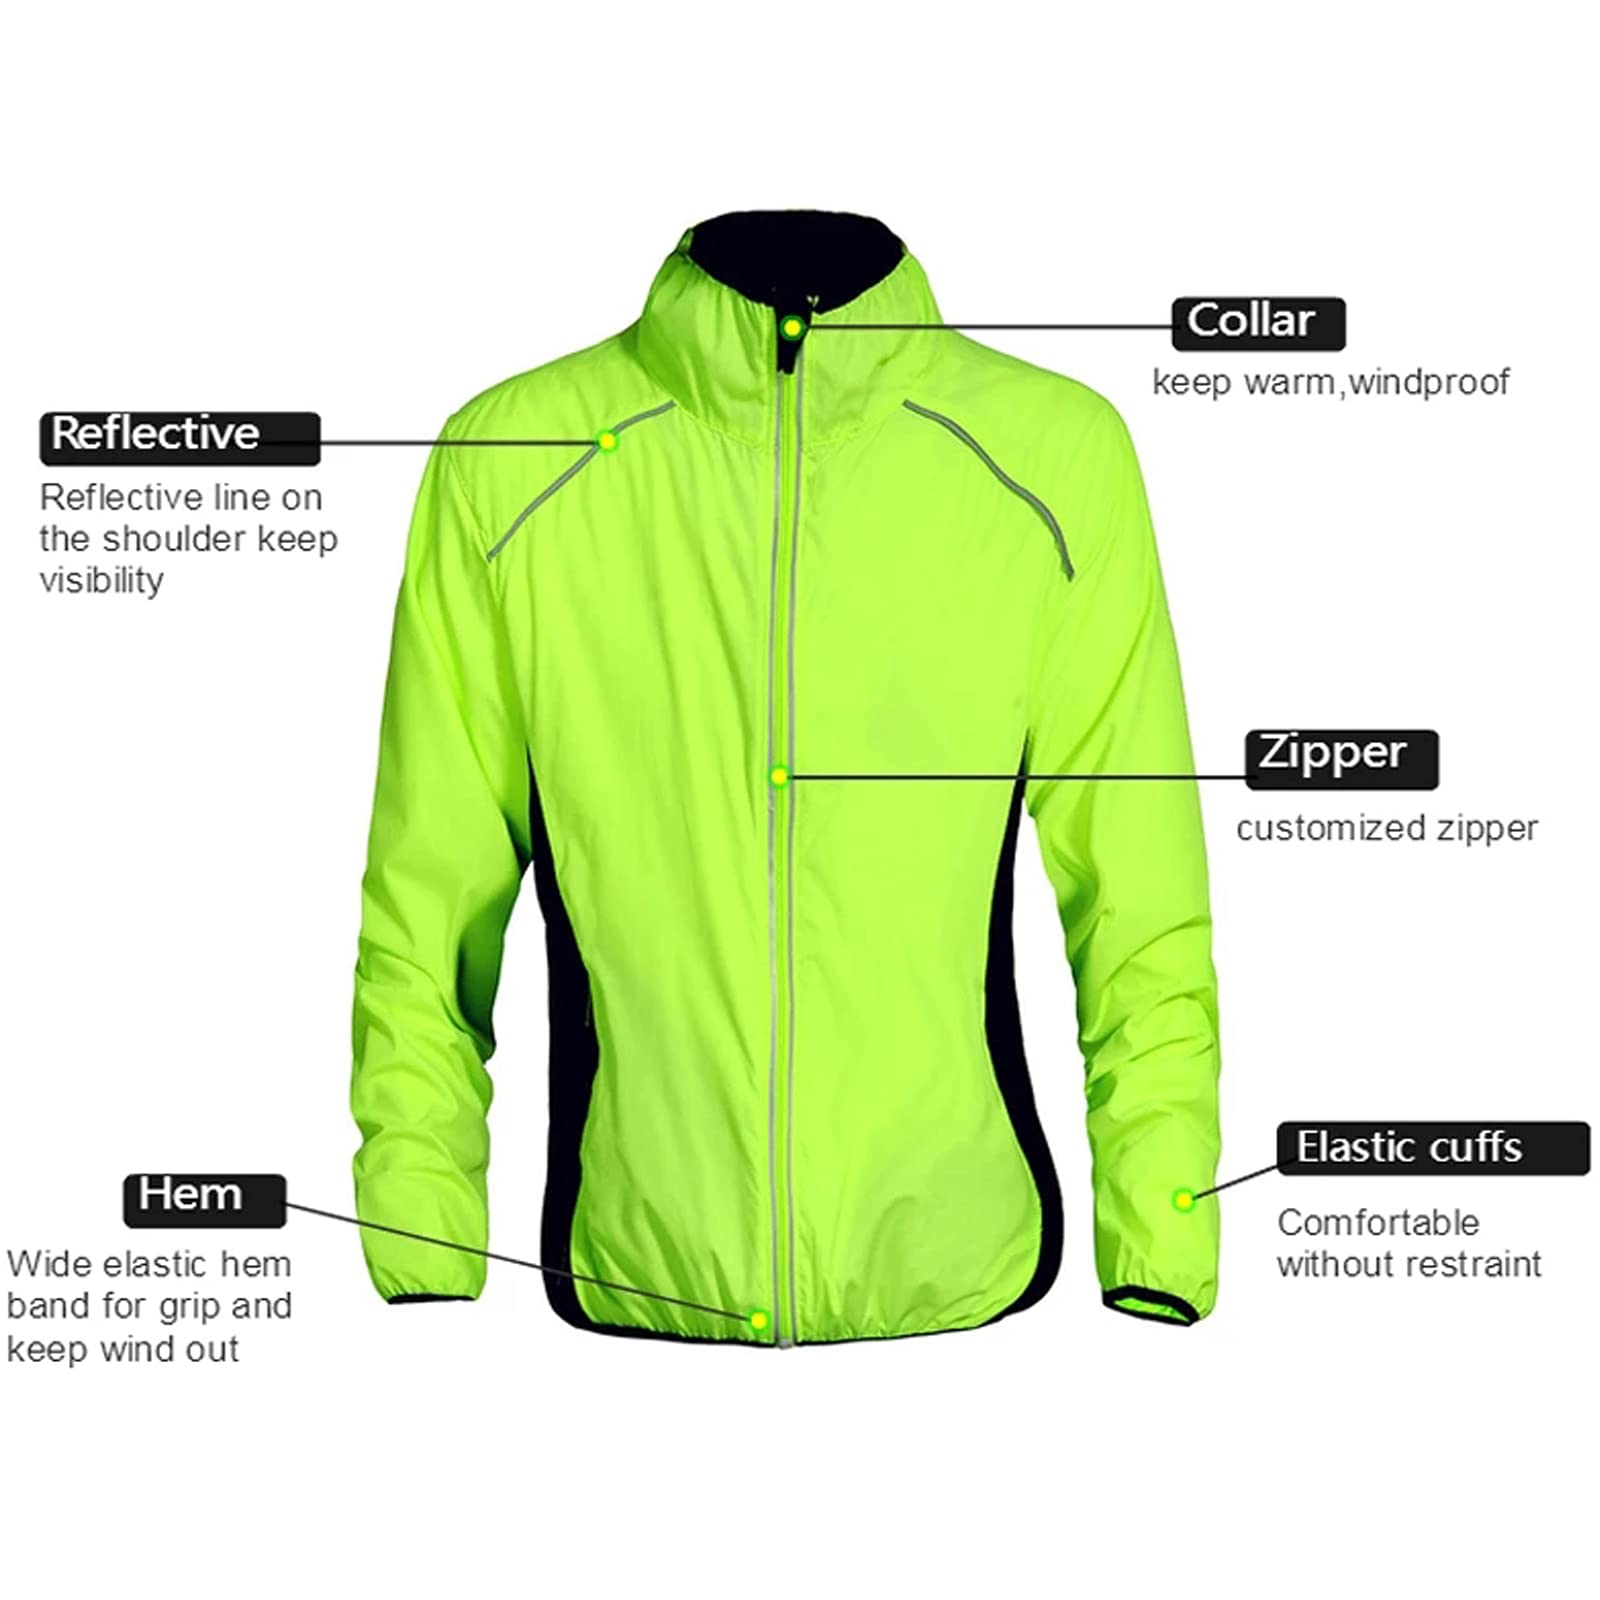 Collar
keep warm,windproof
Reflective
Reflective line on
the shoulder keep
visibility
Zipper
customized zipper
Elastic cuffs
Comfortable
without restraint
Hem
Wide elastic hem
band for grip and
keep wind out